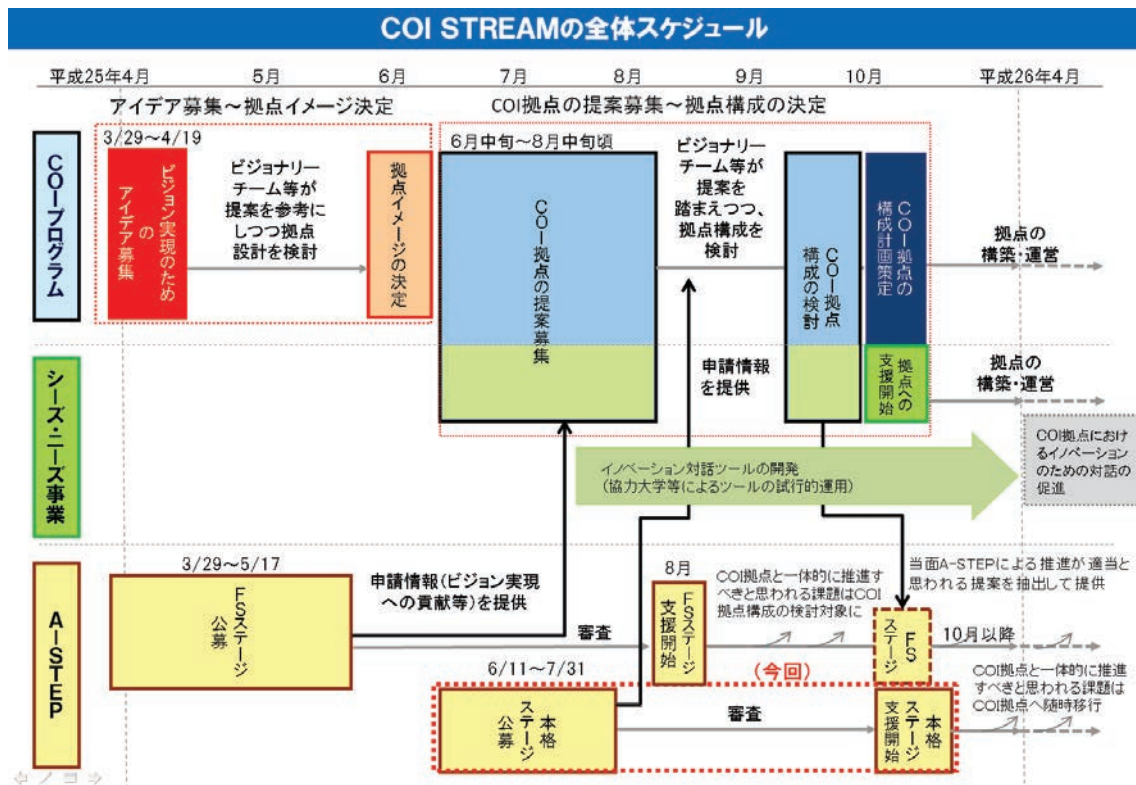 COI STREAMの全体スケジュール
平成25年4月
5月
6月
7月
8月
9月
10月
平成26年4月
アイデア募集～拠点イメージ決定
COI拠点の提案募集～拠点構成の決定
COIプログラム
3/29～4/19
ビジョン実現のため
の
アイデア募集
ビジョナリー
チーム等が
提案を参考に
しつつ拠点
設計を検討
拠点イメージの決定
6月中旬～8月中旬頃
COI拠点の提案募集
ビジョナリー
チーム等が
提案を
踏まえつつ、
拠点構成を
検討
COI拠点
構成の検討
COI拠点の
構成計画策定
拠点の
構築・運営
シーズ・ニーズ事業
申請情報
を提供
拠点への
支援開始
拠点の
構築・運営
イノベーション対話ツールの開発
(協力大学等によるツールの試行的運用)
COI拠点におけ
るイノベーション
のための対話の
促進
A-STEP
3/29～5/17
FSステージ
公募
申請情報(ビジョン実現
への貢献等)を提供
審査
8月
FSステージ
支援開始
COI拠点と一体的に推進す
べきと思われる課題はCOI
拠点構成の検討対象に
当面A-STEPによる推進が適当と
思われる提案を抽出して提供
FS
ステージ
10月以降
6/11～7/31
(今回)
本格
ステージ
公募
審査
本格
ステージ
支援開始
COI拠点と一体的に推進
すべきと思われる課題は
COI拠点へ随時移行